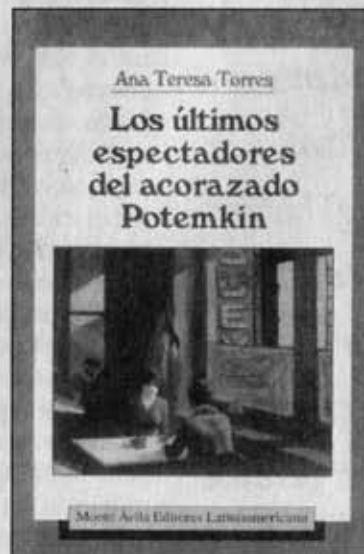 Ana Teresa Torres
Los últimos
espectadores
del acorazado
Potemkin
Monte Ávila Editores Latinoamericana